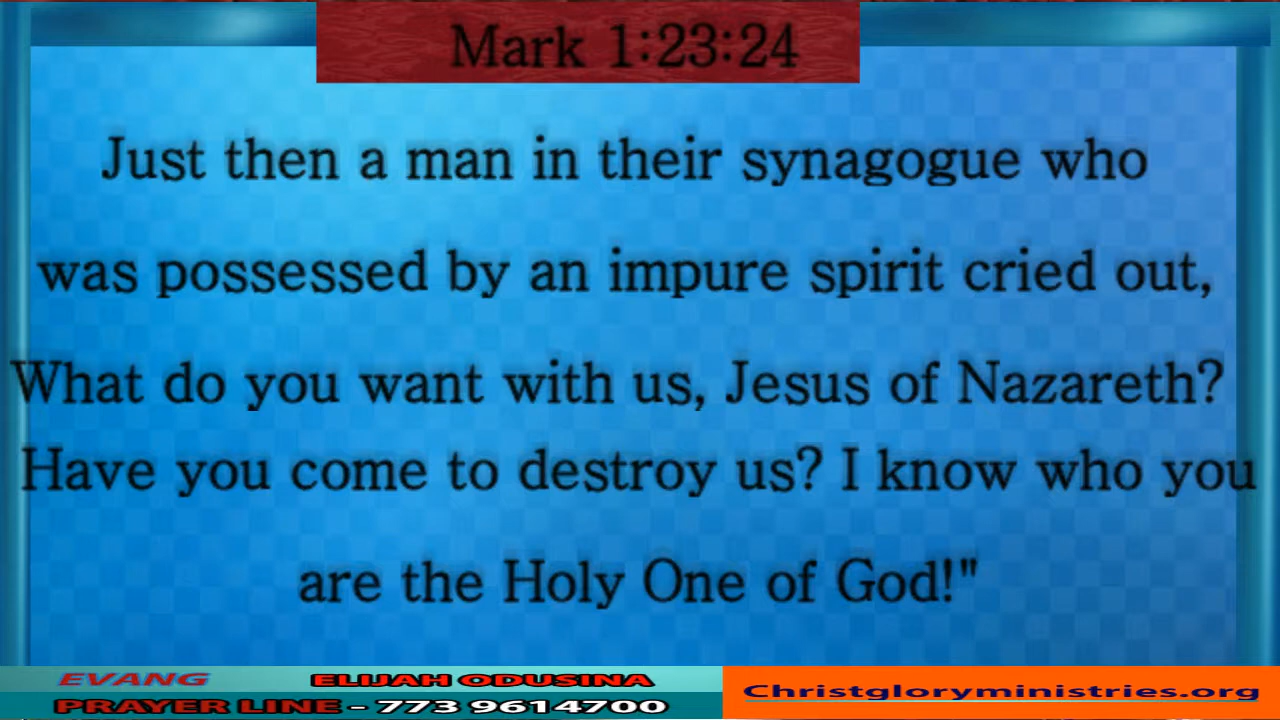 Mark 1:23:24
Just then a man in their synagogue who
was possessed by an impure spirit cried out,
What do you want with us, Jesus of Nazareth?
Have you come to destroy us? I know who you
are the Holy One of God!"
EVANG ELIJAH ODUSINA
PRAYER LINE - 773 9614700
Christgloryministries.org